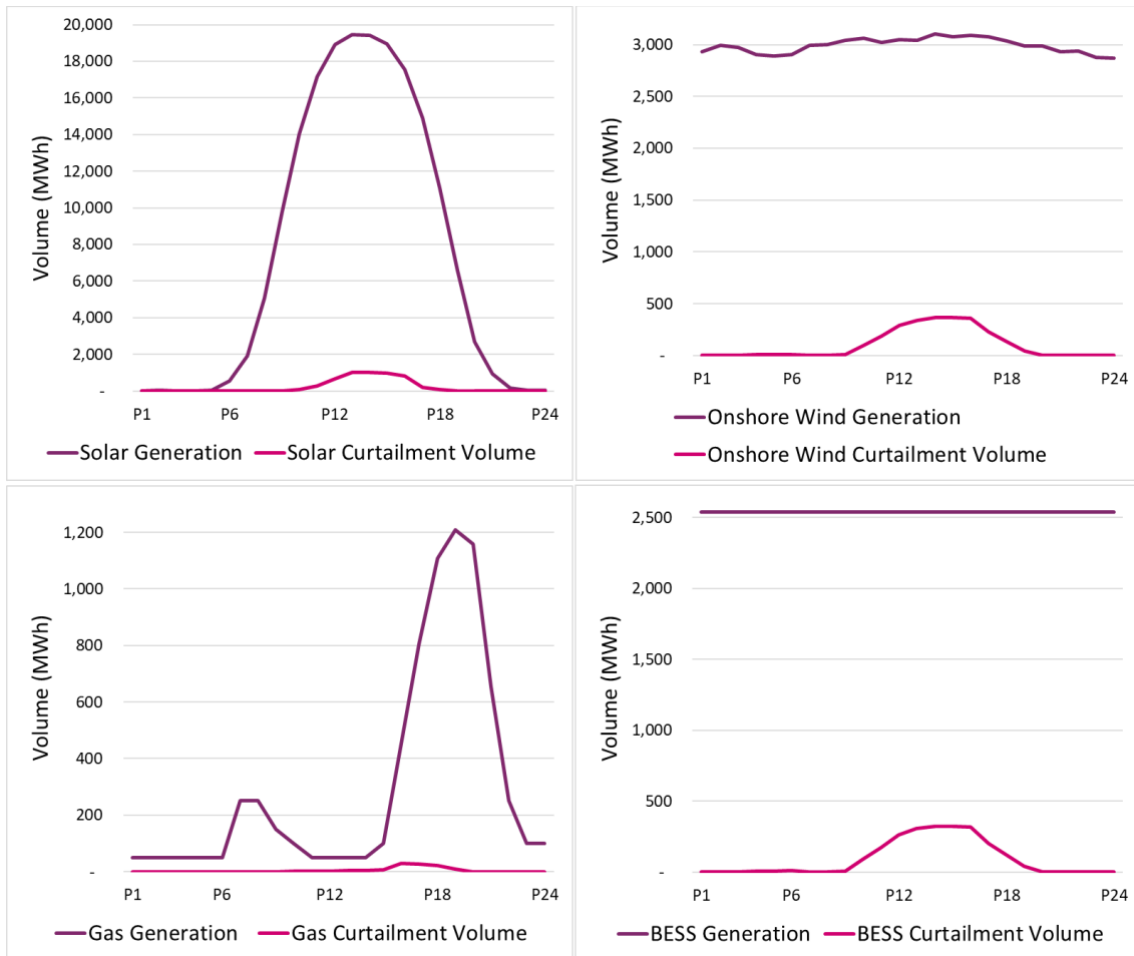 20,000
18,000
16,000
14,000
12,000
10,000
8,000
6,000
4,000
2,000
-
Volume (MWh)
P1 P6 P12 P18 P24
Solar Generation Solar Curtailment Volume
3,000
2,500
2,000
1,500
1,000
500
-
Volume (MWh)
P1 P6 P12 P18 P24
Onshore Wind Generation
Onshore Wind Curtailment Volume
1,200
1,000
800
600
400
200
-
Volume (MWh)
P1 P6 P12 P18 P24
Gas Generation Gas Curtailment Volume
2,500
2,000
1,500
1,000
500
-
Volume (MWh)
P1 P6 P12 P18 P24
BESS Generation BESS Curtailment Volume